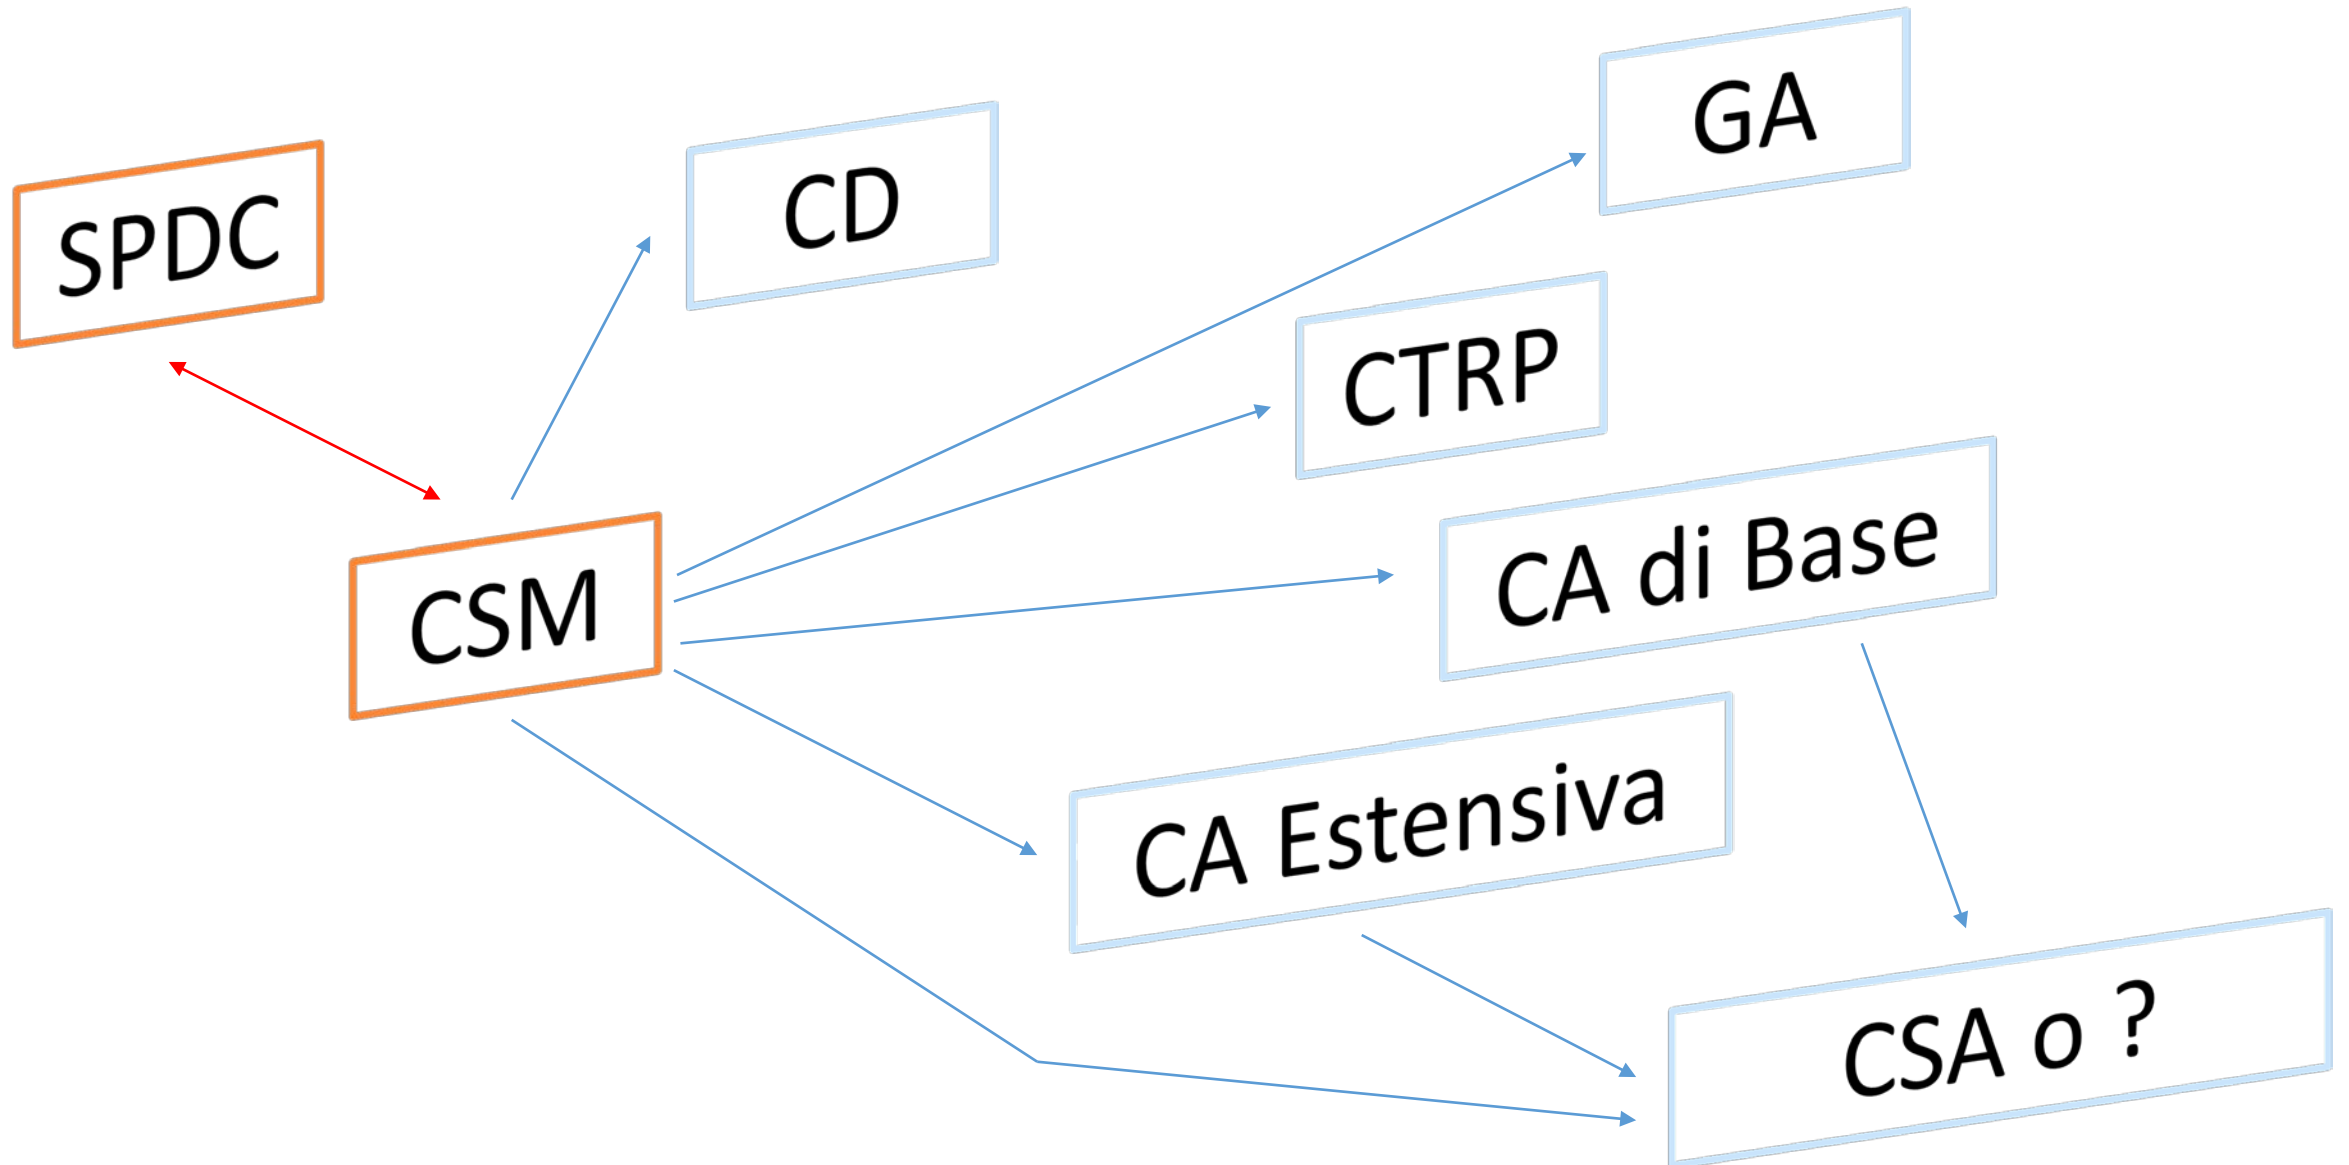 GA
CD
SPDC
CTRP
CA di Base
CSM
CA Estensiva
CSA o ?